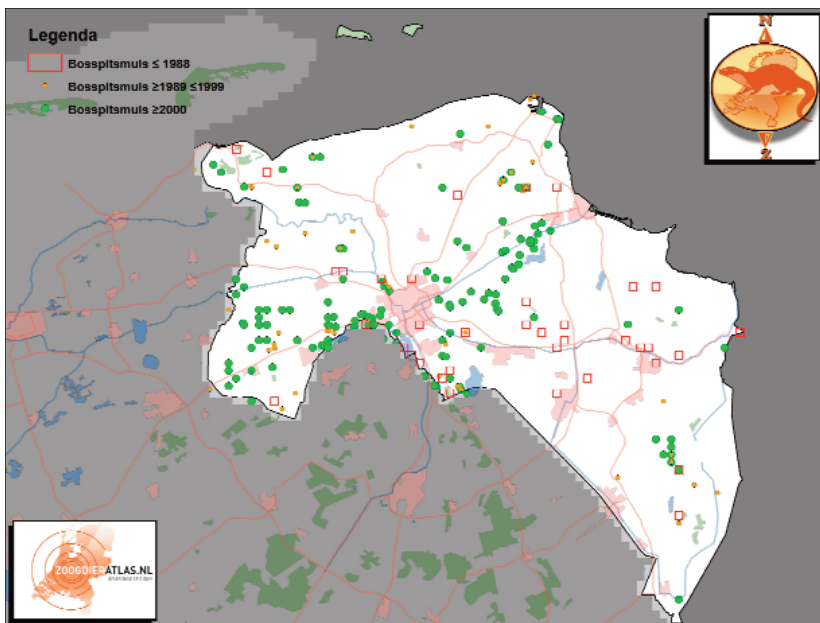 Legenda
Bosspitsmuis ≤ 1988
Bosspitsmuis ≥1989 ≤1999
Bosspitsmuis ≥2000
N
Z
ZOOGDIERATLAS.NL